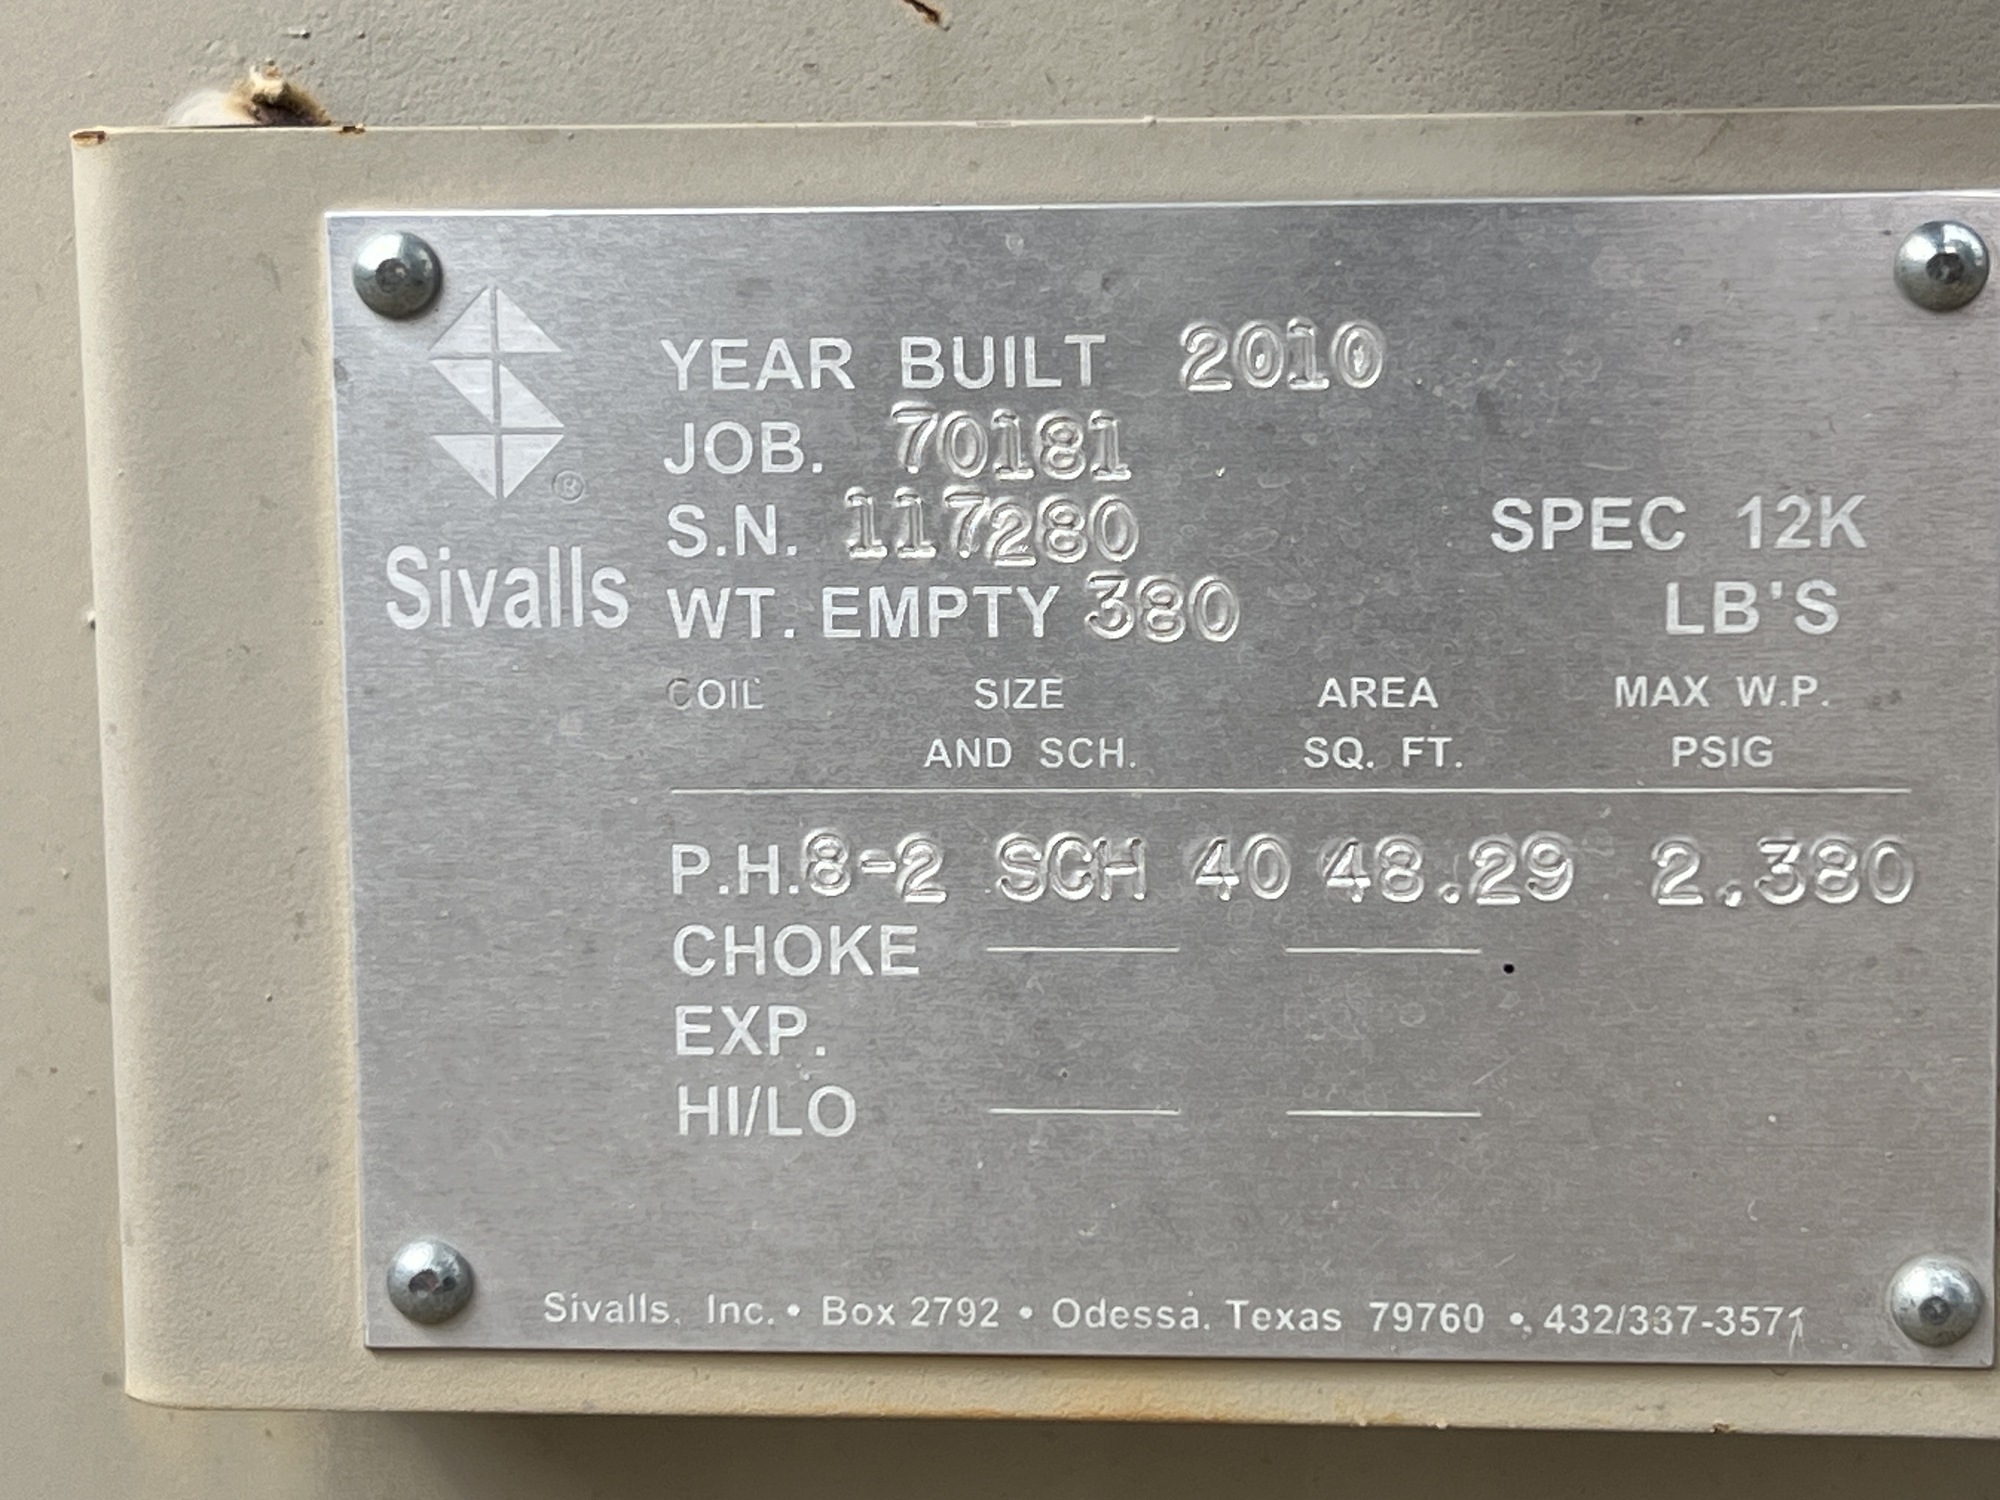 YEAR BUILT 2010
JOB. 70181
S.N. 117280 SPEC 12K
Sivalls ®
WT. EMPTY 380 LB'S
COIL SIZE AND SCH. AREA SQ. FT. MAX W.P. PSIG
P.H. 8-2 SCH 40 48.29 2,380
CHOKE
EXP.
HI/LO
Sivalls, Inc. • Box 2792 • Odessa, Texas 79760 • 432/337-3571